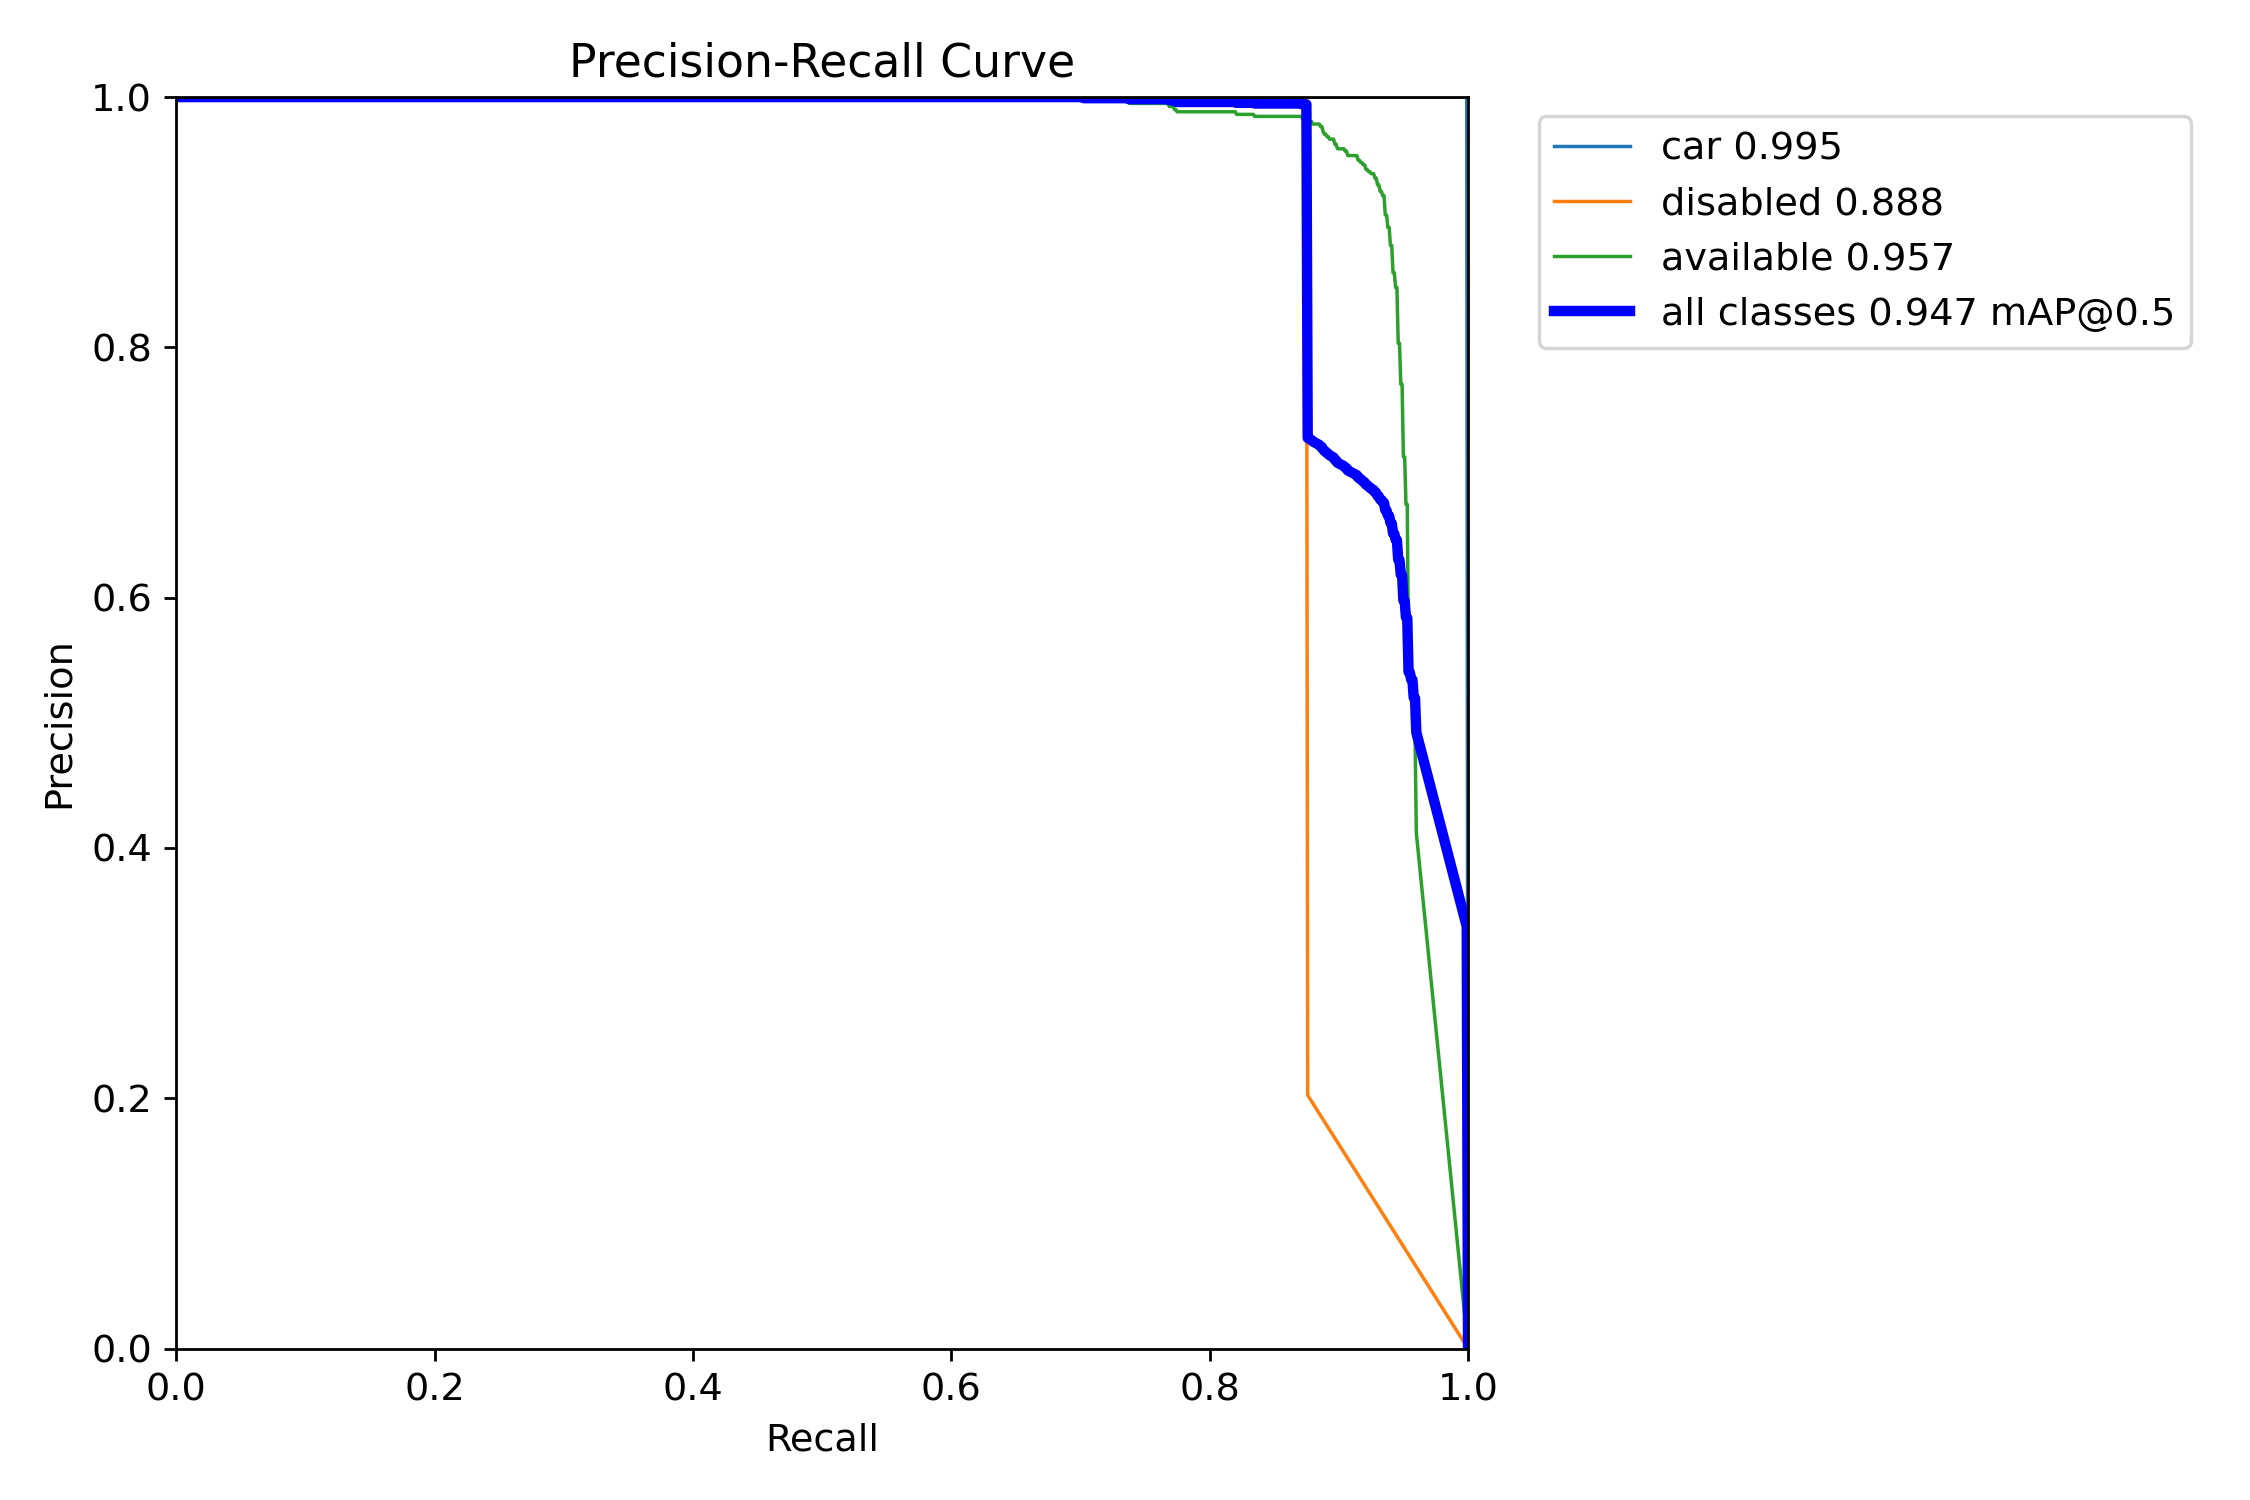 Precision-Recall Curve
1.0
0.8
0.6
0.4
0.2
0.0
Precision
0.0 0.2 0.4 0.6 0.8 1.0
Recall
car 0.995
disabled 0.888
available 0.957
all classes 0.947 mAP@0.5